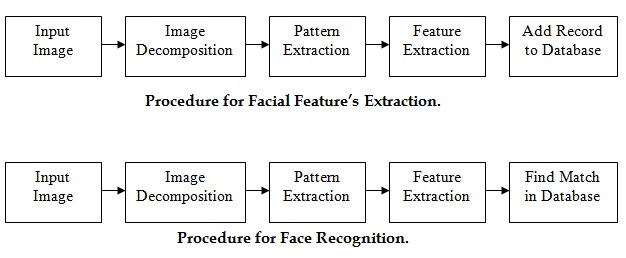 Input
Image
Image
Decomposition
Pattern
Extraction
Feature
Extraction
Add Record
to Database
Procedure for Facial Feature's Extraction.
Input
Image
Image
Decomposition
Pattern
Extraction
Feature
Extraction
Find Match
in Database
Procedure for Face Recognition.